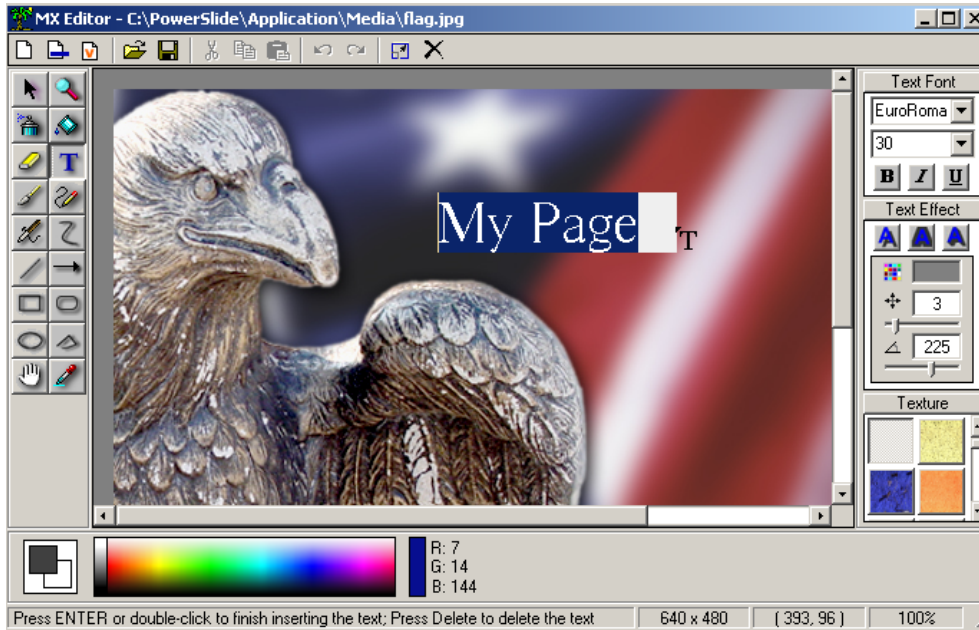 MX Editor - C:\PowerSlide\Application\Media\flag.jpg
Text Font
EuroRoma
30
B I U
My Page
T
Text Effect
A A A
3
225
Texture
T
R: 7
G: 14
B: 144
Press ENTER or double-click to finish inserting the text; Press Delete to delete the text
640 x 480
( 393, 96 )
100%